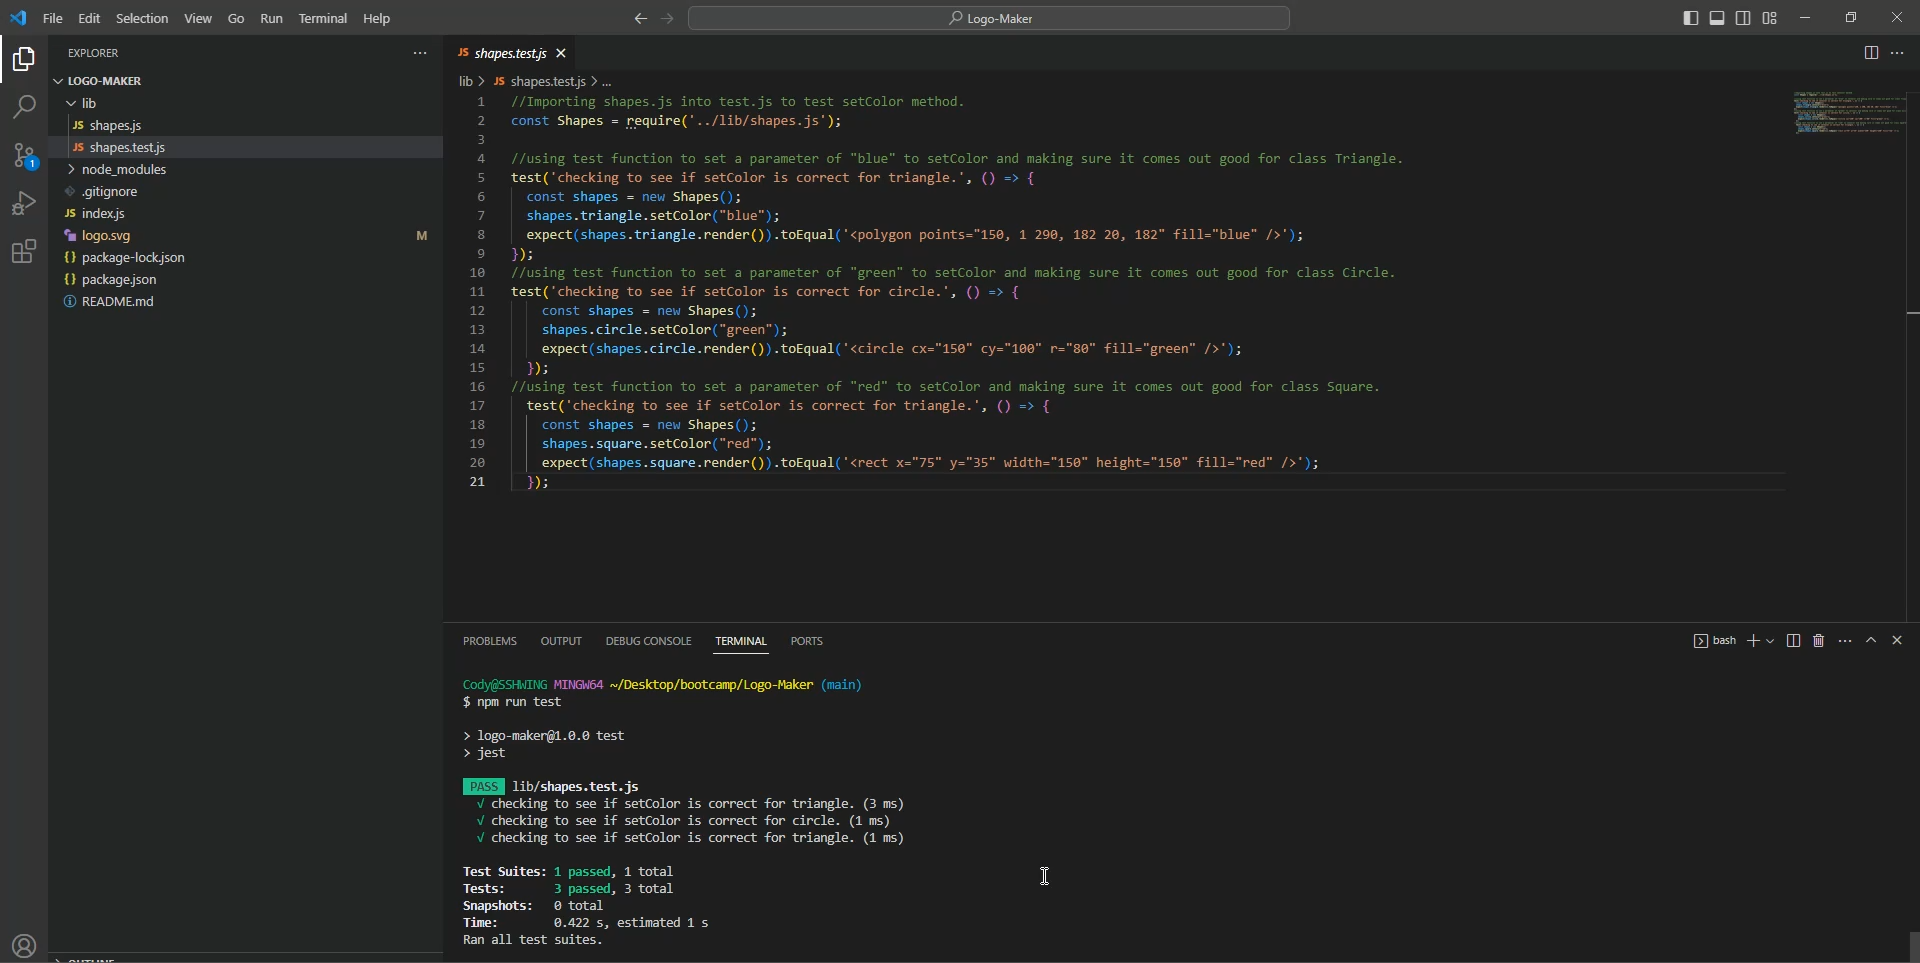 File Edit Selection View Go Run Terminal Help
Logo-Maker
EXPLORER
LOGO-MAKER
lib
JS shapes.js
JS shapes.test.js
node_modules
.gitignore
JS index.js
logo.svg M
{} package-lock.json
{} package.json
README.md
1
JS shapes.test.js
lib > JS shapes.test.js > ...
1 //Importing shapes.js into test.js to test setColor method.
2 const Shapes = require('../lib/shapes.js');
3
4 //using test function to set a parameter of "blue" to setColor and making sure it comes out good for class Triangle.
5 test('checking to see if setColor is correct for triangle.', () => {
6 const shapes = new Shapes();
7 shapes.triangle.setColor("blue");
8 expect(shapes.triangle.render()).toEqual('<polygon points="150, 1 290, 182 20, 182" fill="blue" />');
9 });
10 //using test function to set a parameter of "green" to setColor and making sure it comes out good for class Circle.
11 test('checking to see if setColor is correct for circle.', () => {
12 const shapes = new Shapes();
13 shapes.circle.setColor("green");
14 expect(shapes.circle.render()).toEqual('<circle cx="150" cy="100" r="80" fill="green" />');
15 });
16 //using test function to set a parameter of "red" to setColor and making sure it comes out good for class Square.
17 test('checking to see if setColor is correct for triangle.', () => {
18 const shapes = new Shapes();
19 shapes.square.setColor("red");
20 expect(shapes.square.render()).toEqual('<rect x="75" y="35" width="150" height="150" fill="red" />');
21 });
PROBLEMS OUTPUT DEBUG CONSOLE TERMINAL PORTS
bash
Cody@SSHWING MINGW64 ~/Desktop/bootcamp/Logo-Maker (main)
$ npm run test
> logo-maker@1.0.0 test
> jest
PASS lib/shapes.test.js
√ checking to see if setColor is correct for triangle. (3 ms)
√ checking to see if setColor is correct for circle. (1 ms)
√ checking to see if setColor is correct for triangle. (1 ms)
Test Suites: 1 passed, 1 total
Tests: 3 passed, 3 total
Snapshots: 0 total
Time: 0.422 s, estimated 1 s
Ran all test suites.